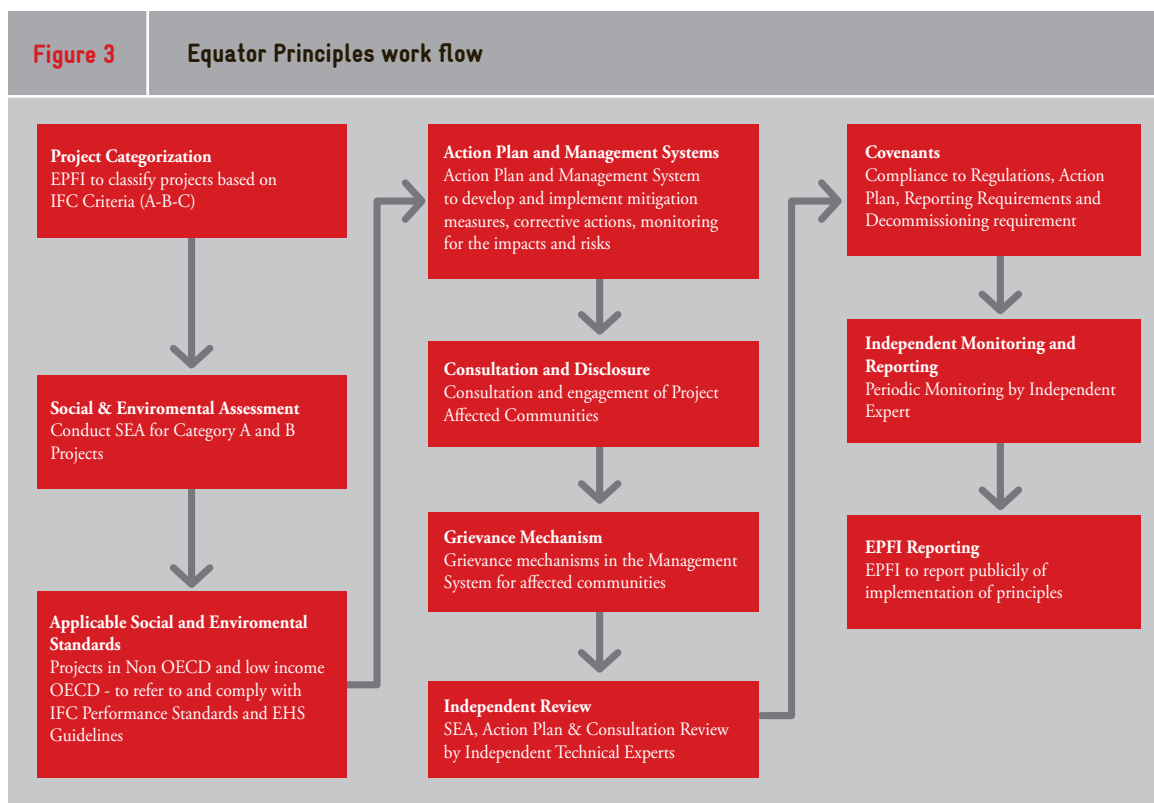 Figure 3
Equator Principles work flow
Project Categorization
EPFI to classify projects based on
IFC Criteria (A-B-C)
Social & Enviromental Assessment
Conduct SEA for Category A and B
Projects
Applicable Social and Enviromental
Standards
Projects in Non OECD and low income
OECD - to refer to and comply with
IFC Performance Standards and EHS
Guidelines
Action Plan and Management Systems
Action Plan and Management System
to develop and implement mitigation
measures, corrective actions, monitoring
for the impacts and risks
Consultation and Disclosure
Consultation and engagement of Project
Affected Communities
Grievance Mechanism
Grievance mechanisms in the Management
System for affected communities
Independent Review
SEA, Action Plan & Consultation Review
by Independent Technical Experts
Covenants
Compliance to Regulations, Action
Plan, Reporting Requirements and
Decommissioning requirement
Independent Monitoring and
Reporting
Periodic Monitoring by Independent
Expert
EPFI Reporting
EPFI to report publicily of
implementation of principles